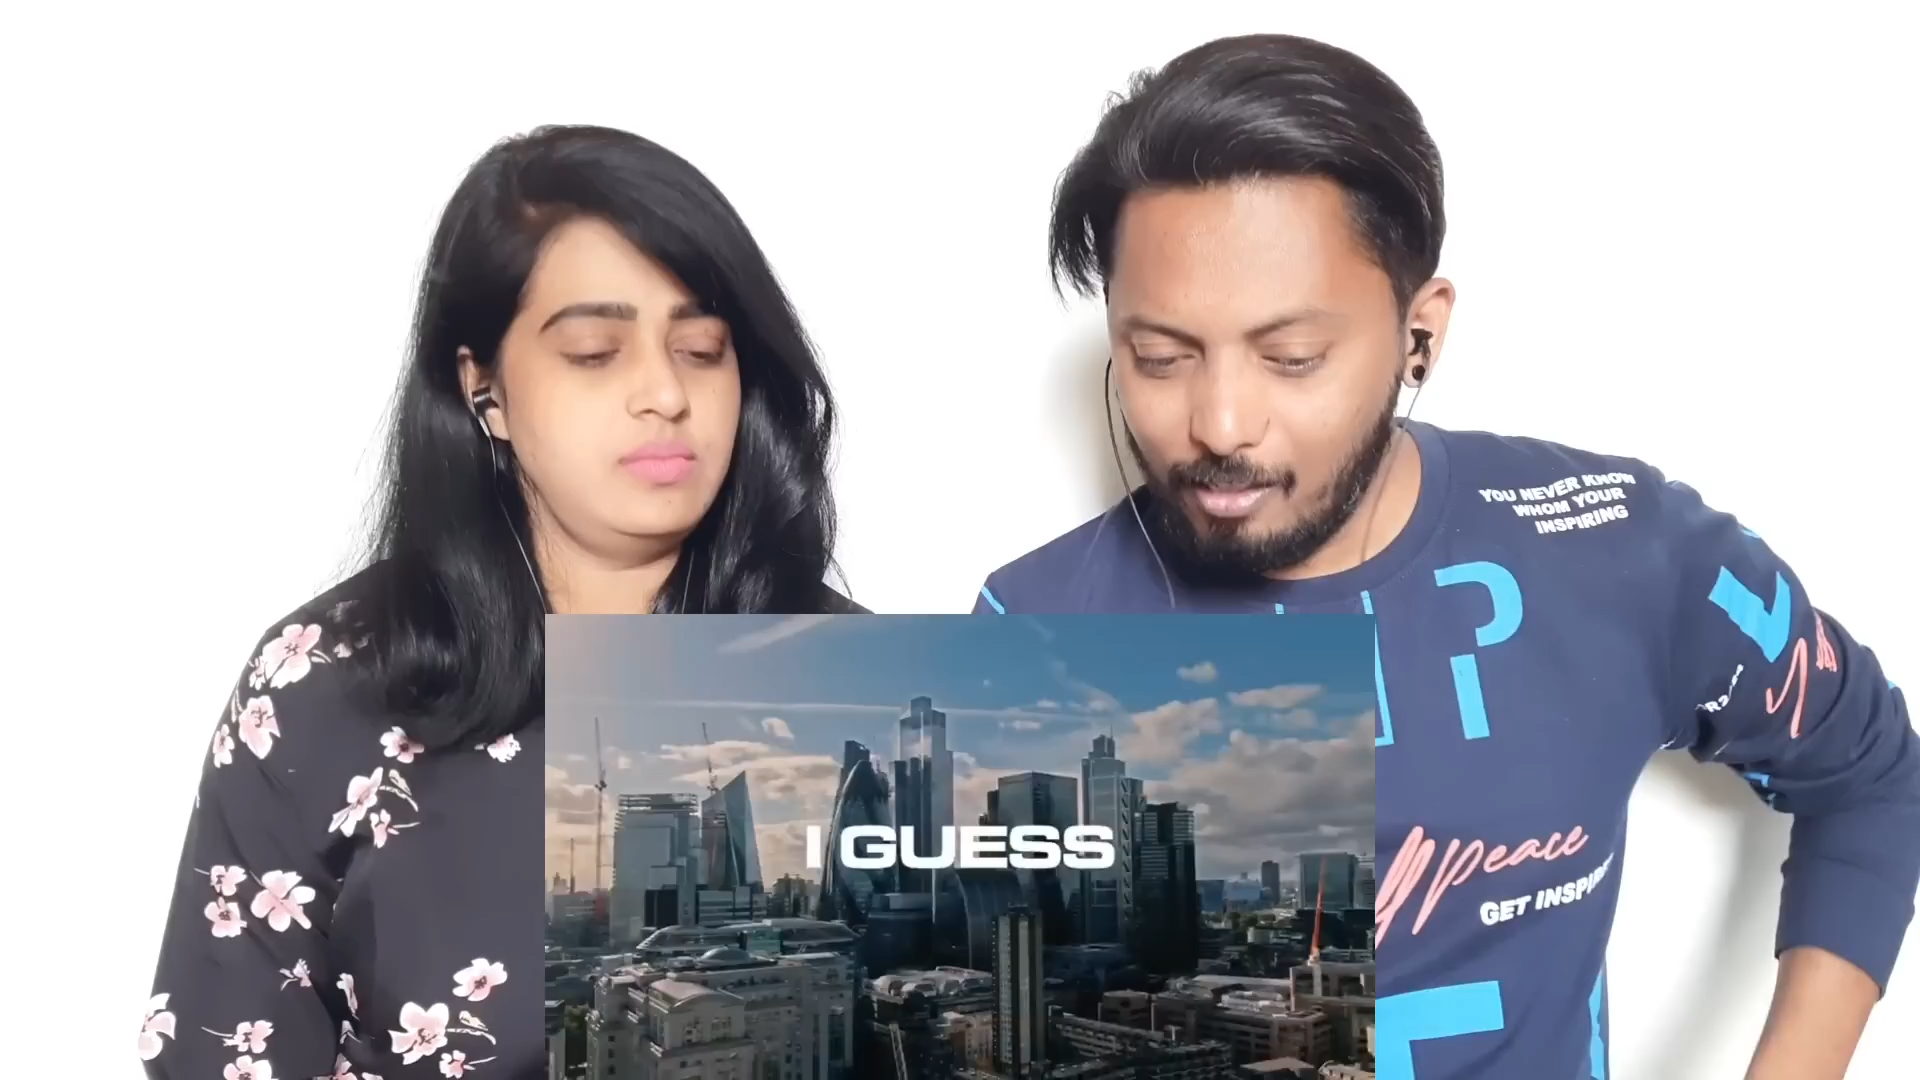 YOU NEVER KNOW
WHOM YOUR
INSPIRING
I GUESS
peace
GET INSPIR